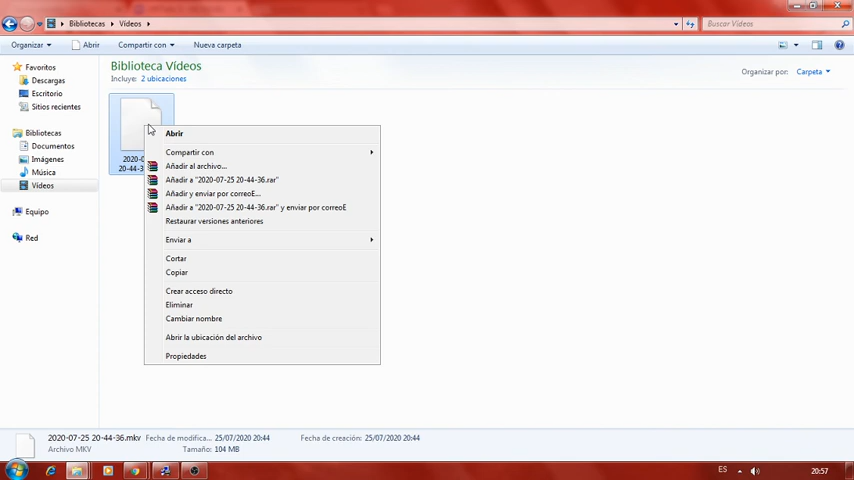 Bibliotecas Vídeos
Buscar Vídeos
Organizar Abrir Compartir con Nueva carpeta
Favoritos
Descargas
Escritorio
Sitios recientes
Bibliotecas
Documentos
Imágenes
Música
Vídeos
Equipo
Red
Biblioteca Vídeos
Incluye: 2 ubicaciones
Organizar por: Carpeta
Abrir
Compartir con
Añadir al archivo...
Añadir a "2020-07-25 20-44-36.rar"
Añadir y enviar por correoE...
Añadir a "2020-07-25 20-44-36.rar" y enviar por correoE
Restaurar versiones anteriores
Enviar a
Cortar
Copiar
Crear acceso directo
Eliminar
Cambiar nombre
Abrir la ubicación del archivo
Propiedades
2020-07-25 20-44-36.mkv Fecha de modifica... 25/07/2020 20:44 Fecha de creación: 25/07/2020 20:44
Archivo MKV Tamaño: 104 MB
ES 20:57